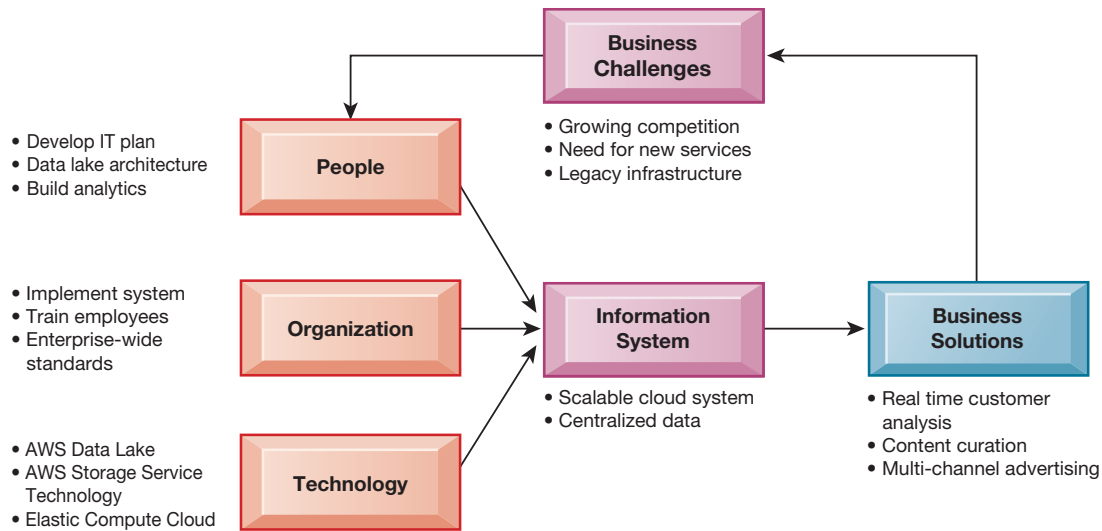 Business
Challenges
• Growing competition
• Need for new services
• Legacy infrastructure
• Develop IT plan
• Data lake architecture
• Build analytics
People
• Implement system
• Train employees
• Enterprise-wide
standards
Organization
Information
System
• Scalable cloud system
• Centralized data
Business
Solutions
• Real time customer
analysis
• Content curation
• Multi-channel advertising
• AWS Data Lake
• AWS Storage Service
Technology
• Elastic Compute Cloud
Technology